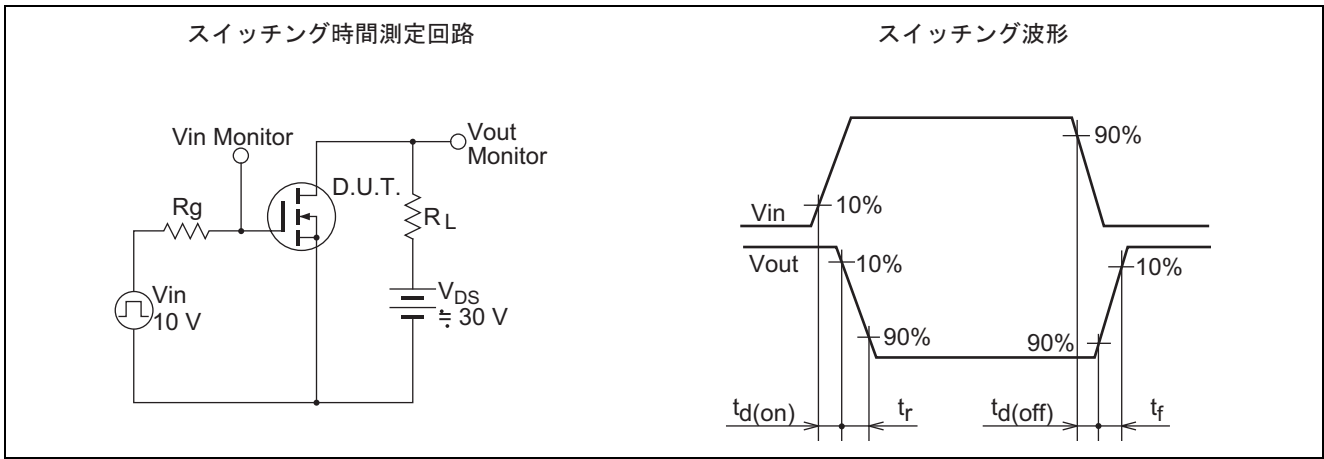 スイッチング時間測定回路
Vin Monitor
Vout
Monitor
D.U.T.
Rg
RL
Vin
10 V
VDS
≒ 30 V
スイッチング波形
Vin
10%
90%
Vout
10%
90%
90%
10%
td(on)
tr
td(off)
tf